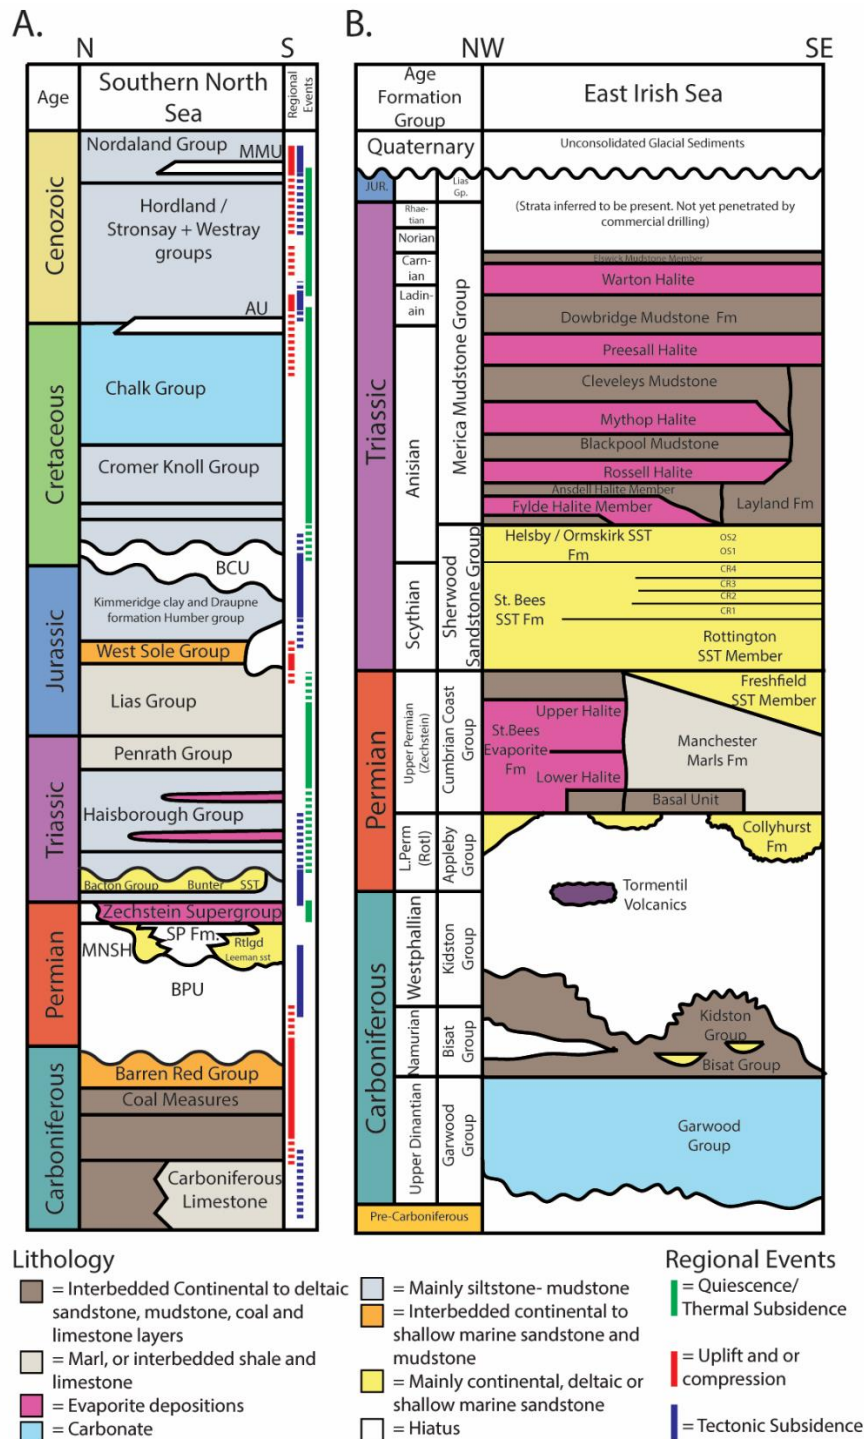 A.
N
S
Age
Southern North
Sea
Regional
Events
Cenozoic
Nordaland Group
MMU
Hordland /
Stronsay + Westray
groups
AU
Cretaceous
Chalk Group
Cromer Knoll Group
BCU
Jurassic
Kimmeridge clay and Draupne
formation Humber group
West Sole Group
Lias Group
Triassic
Penrath Group
Haisborough Group
Bacton Group
Bunter
SST
Permian
Zechstein Supergroup
MNSH
SP Fm.
Rtlgd
Leeman sst
BPU
Carboniferous
Barren Red Group
Coal Measures
Carboniferous
Limestone
B.
NW
SE
Age
Formation
Group
East Irish Sea
Quaternary
Unconsolidated Glacial Sediments
JUR.
Lias
Gp.
Triassic
Rhae-
tian
Norian
Carn-
ian
Ladin-
ain
Anisian
Scythian
Merica Mudstone Group
Sherwood
Sandstone Group
(Strata inferred to be present. Not yet penetrated by
commercial drilling)
Elswick Mudstone Member
Warton Halite
Dowbridge Mudstone Fm
Preesall Halite
Cleveleys Mudstone
Mythop Halite
Blackpool Mudstone
Rossell Halite
Ansdell Halite Member
Fylde Halite Member
Layland Fm
Helsby / Ormskirk SST
Fm
OS2
OS1
CR4
CR3
CR2
CR1
St. Bees
SST Fm
Rottington
SST Member
Permian
Upper Permian
(Zechstein)
Cumbrian Coast
Group
Freshfield
SST Member
Upper Halite
St.Bees
Evaporite
Fm
Lower Halite
Manchester
Marls Fm
Basal Unit
L.Perm
(Rotl)
Appleby
Group
Collyhurst
Fm
Carboniferous
Westphallian
Kidston
Group
Tormentil
Volcanics
Namurian
Bisat
Group
Kidston
Group
Bisat Group
Upper Dinantian
Garwood
Group
Garwood
Group
Pre-Carboniferous
Lithology
= Interbedded Continental to deltaic
sandstone, mudstone, coal and
limestone layers
= Marl, or interbedded shale and
limestone
= Evaporite depositions
= Carbonate
= Mainly siltstone- mudstone
= Interbedded continental to
shallow marine sandstone and
mudstone
= Mainly continental, deltaic or
shallow marine sandstone
= Hiatus
Regional Events
= Quiescence/
Thermal Subsidence
= Uplift and or
compression
= Tectonic Subsidence